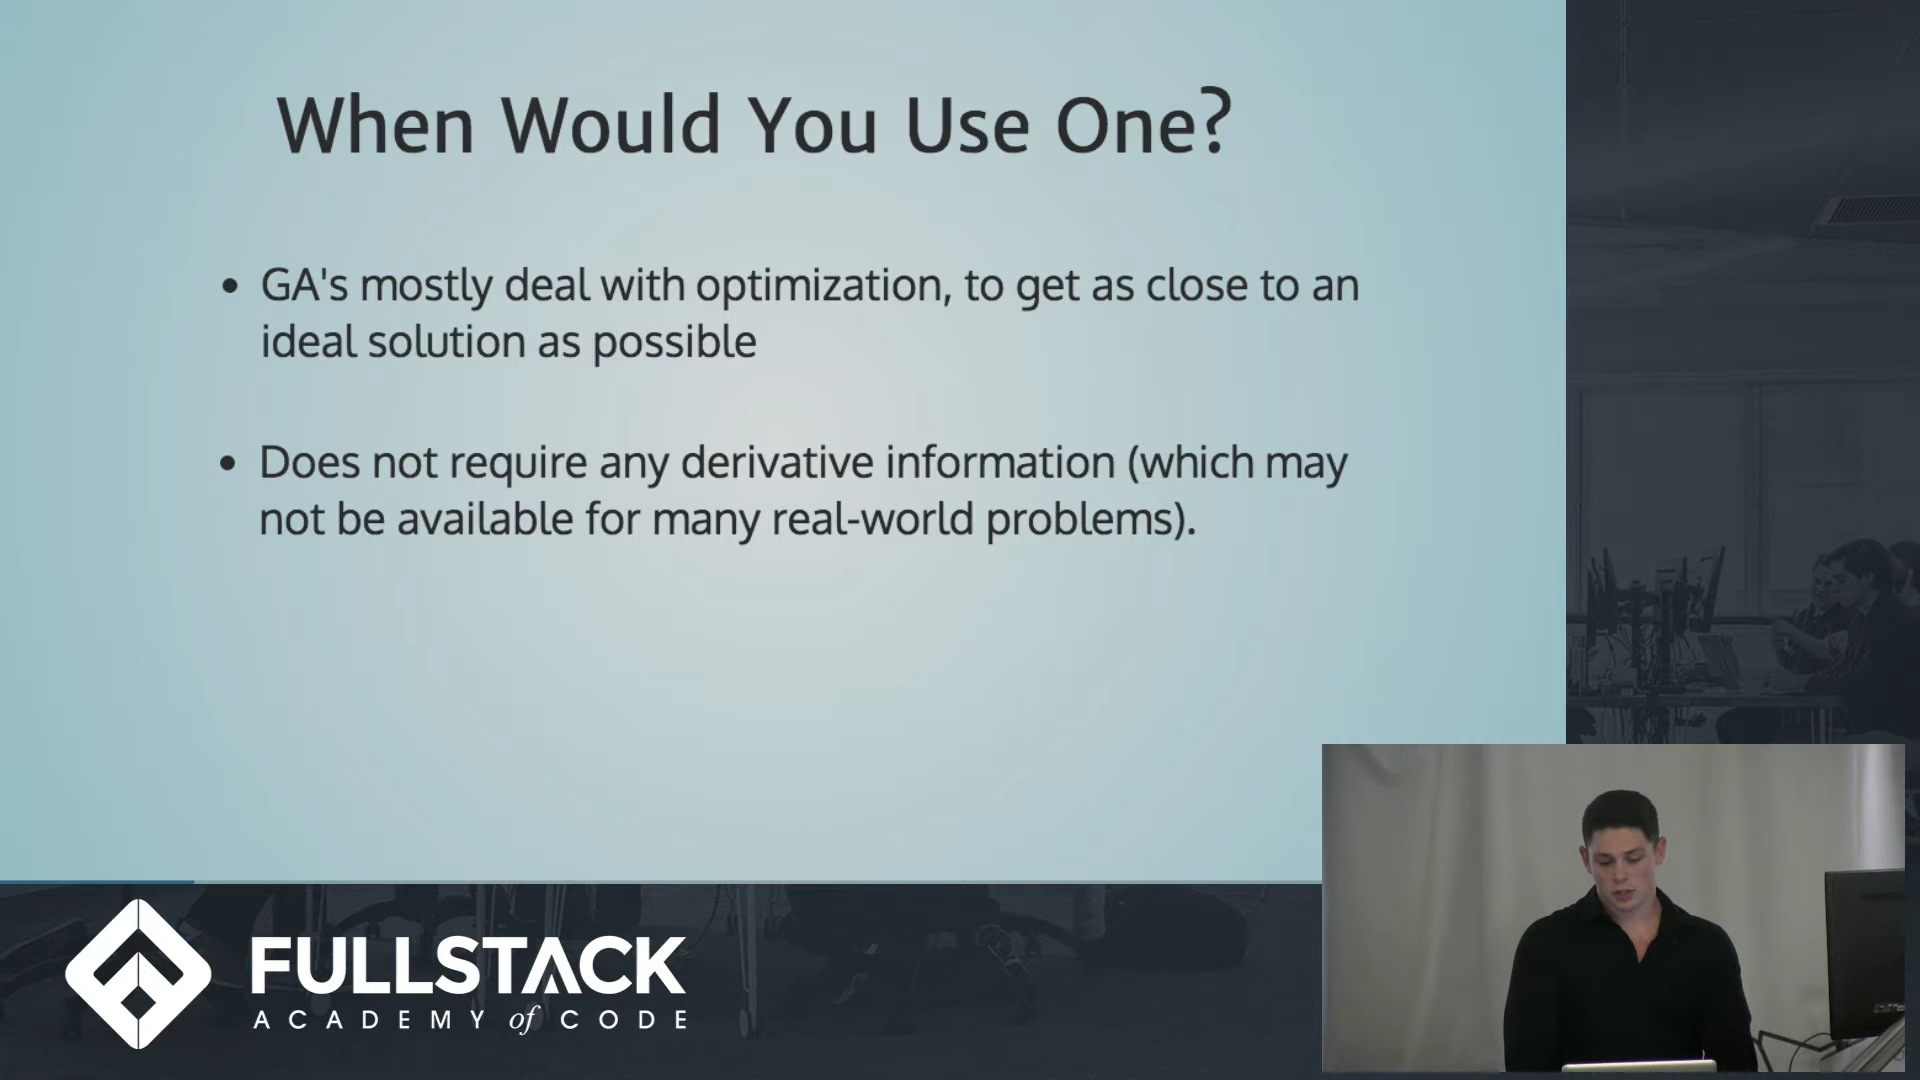 When Would You Use One?
• GA's mostly deal with optimization, to get as close to an
ideal solution as possible
• Does not require any derivative information (which may
not be available for many real-world problems).
FULLSTACK
ACADEMY of CODE